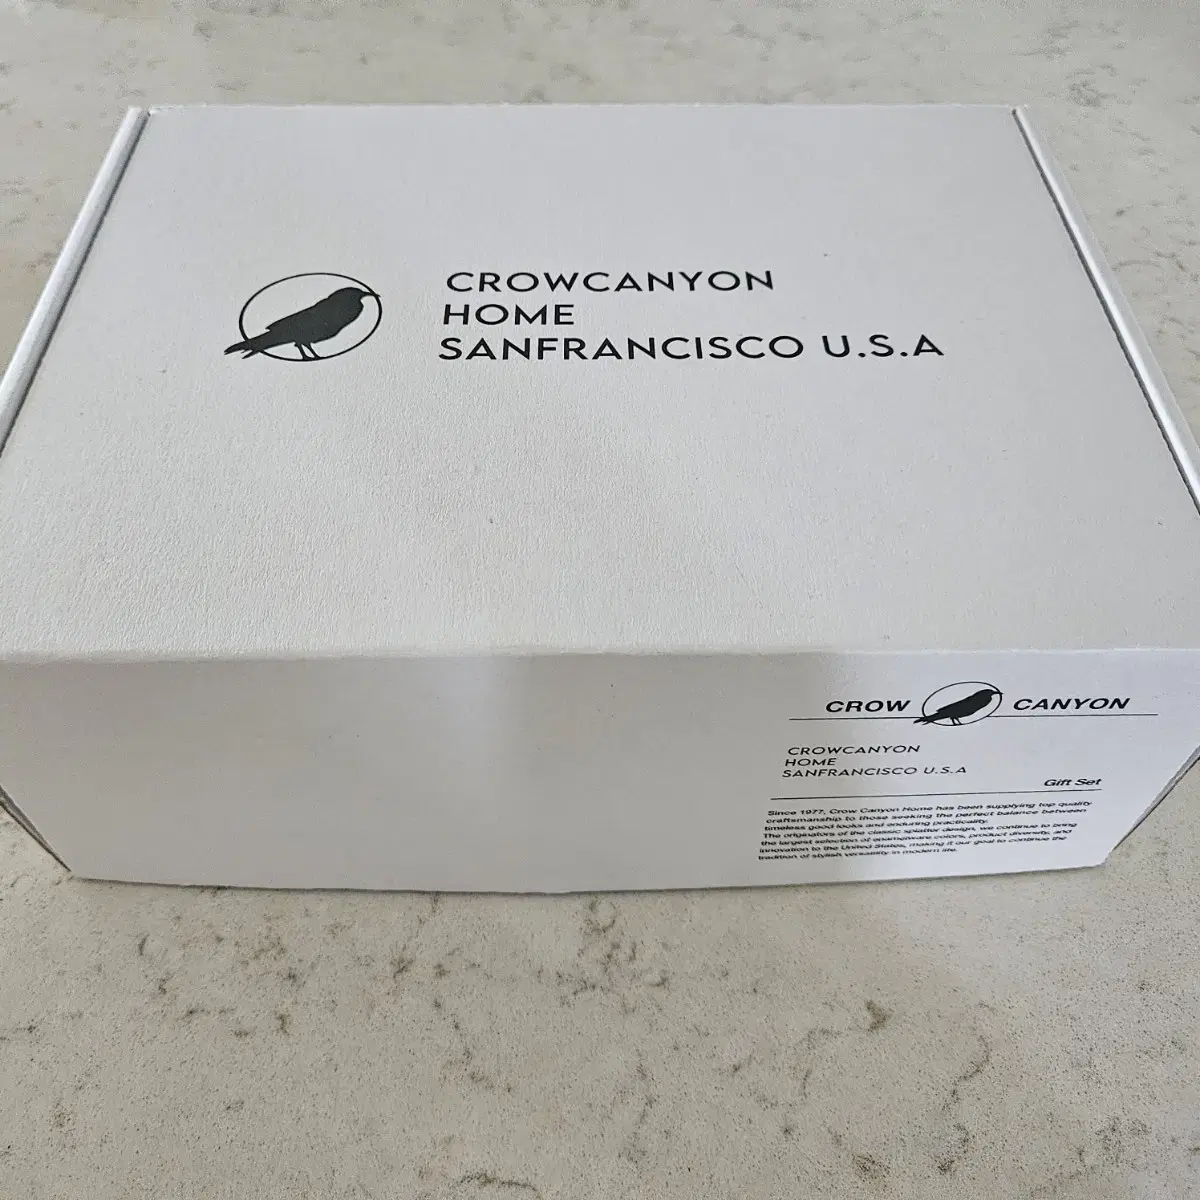 CROWCANYON
HOME
SANFRANCISCO U.S.A
CROW CANYON
CROWCANYON
HOME
SANFRANCISCO U.S.A
Gift Set
Since 1977, Crow Canyon Home has been supplying top quality
craftsmanship to those seeking the perfect balance between
timeless good looks and enduring practicality.
The originators of the classic splatter design, we continue to bring
the largest selection of enamelware colors, product diversity, and
innovation to the United States, making it our goal to continue the
tradition of stylish versatility in modern life.